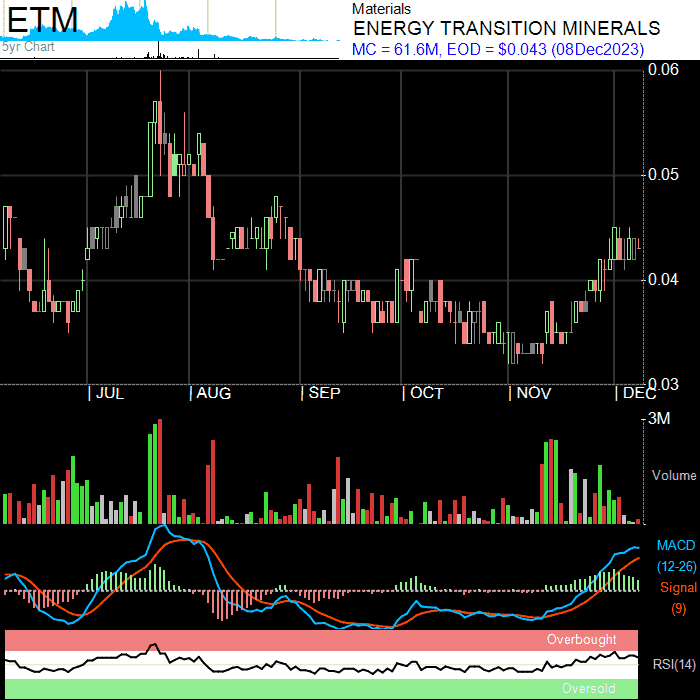 ETM
5yr Chart
Materials
ENERGY TRANSITION MINERALS
MC = 61.6M, EOD = $0.043 (08Dec2023)
0.06
0.05
0.04
0.03
JUL AUG SEP OCT NOV DEC
3M
Volume
MACD
(12-26)
Signal
(9)
Overbought
RSI(14)
Oversold